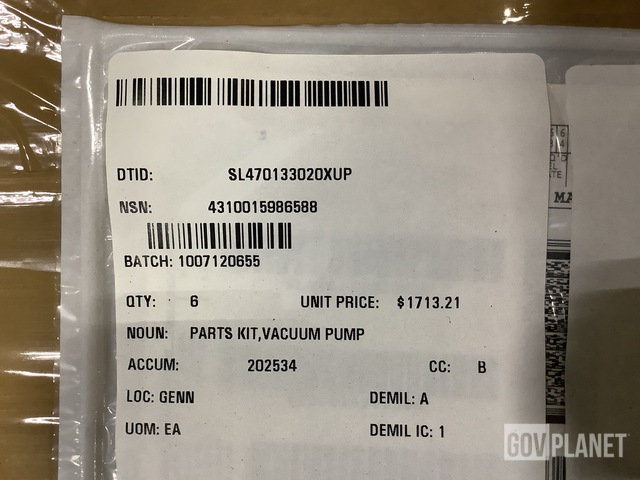 DTID: SL470133020XUP
NSN: 4310015986588
BATCH: 1007120655
QTY: 6 UNIT PRICE: $1713.21
NOUN: PARTS KIT,VACUUM PUMP
ACCUM: 202534 CC: B
LOC: GENN DEMIL: A
UOM: EA DEMIL IC: 1
MA
GOVPLANET